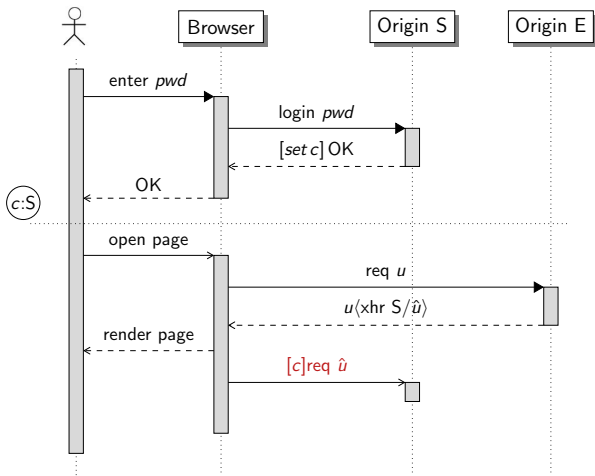 Browser
Origin S
Origin E
enter pwd
login pwd
[set c] OK
OK
c:S
open page
req u
u⟨xhr S/û⟩
render page
[c]req û